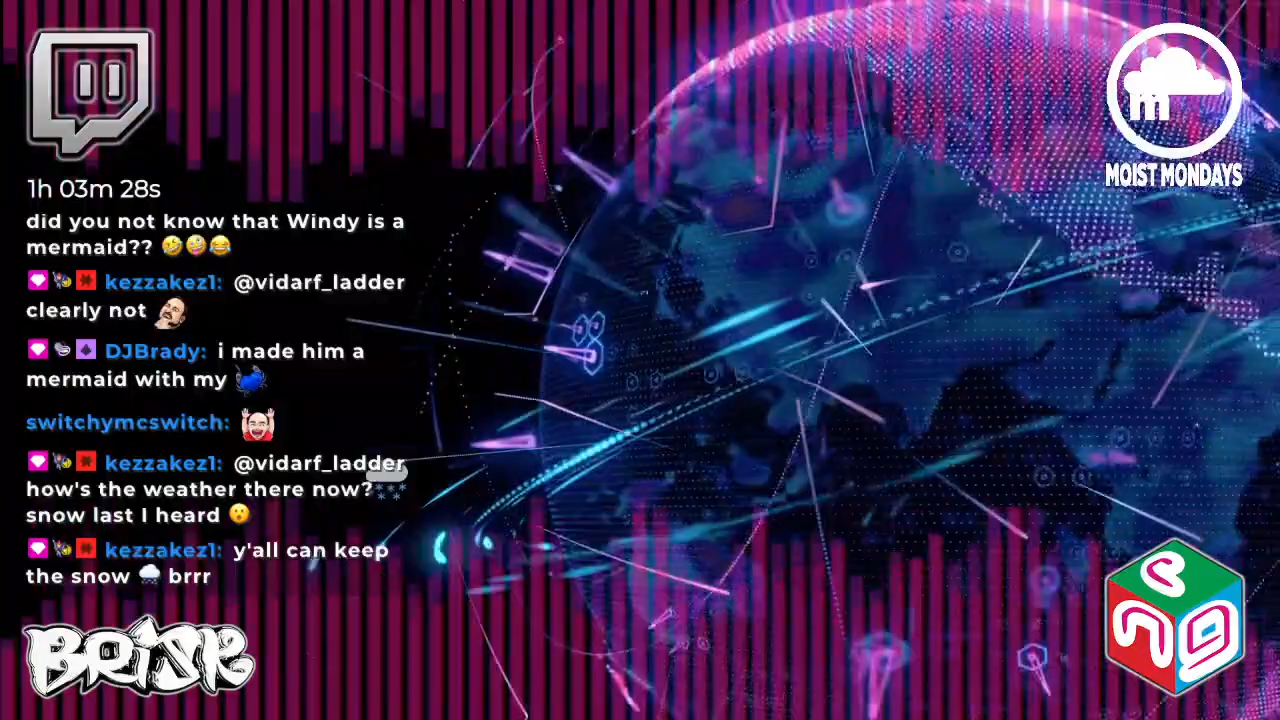 1h 03m 28s
did you not know that Windy is a
mermaid?? 🤣🤪😂
kezzakez1: @vidarf_ladder
clearly not
DJBrady: i made him a
mermaid with my
switchymcswitch:
kezzakez1: @vidarf_ladder
how's the weather there now?🌨
snow last I heard 😮
kezzakez1: y'all can keep
the snow 🌨 brrr
BRISK
m
MOIST MONDAYS
e
n g